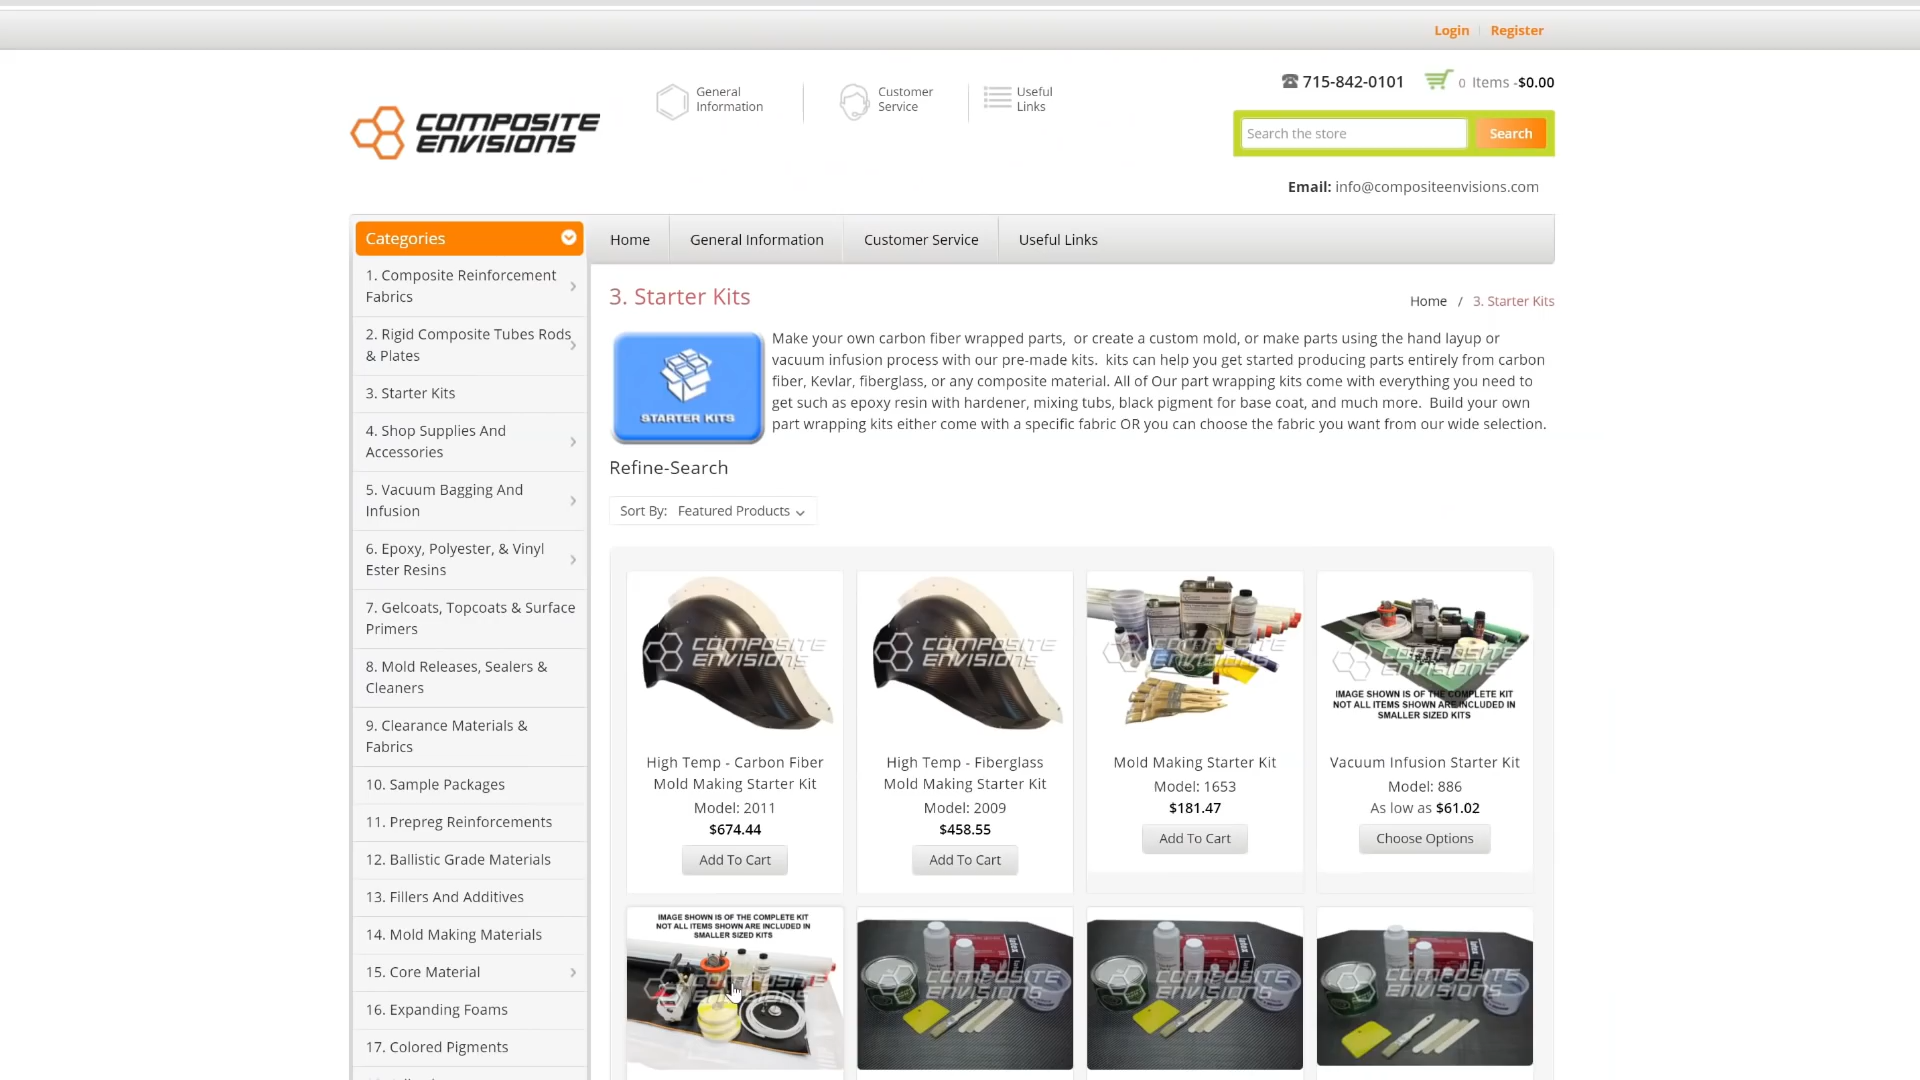 Login
Register
General
Information
Customer
Service
Useful
Links
715-842-0101
0 Items -$0.00
COMPOSITE
ENVISIONS
Search the store
Search
Email: info@compositeenvisions.com
Categories
Home
General Information
Customer Service
Useful Links
1. Composite Reinforcement
Fabrics
2. Rigid Composite Tubes Rods
& Plates
3. Starter Kits
4. Shop Supplies And
Accessories
5. Vacuum Bagging And
Infusion
6. Epoxy, Polyester, & Vinyl
Ester Resins
7. Gelcoats, Topcoats & Surface
Primers
8. Mold Releases, Sealers &
Cleaners
9. Clearance Materials &
Fabrics
10. Sample Packages
11. Prepreg Reinforcements
12. Ballistic Grade Materials
13. Fillers And Additives
14. Mold Making Materials
15. Core Material
16. Expanding Foams
17. Colored Pigments
3. Starter Kits
Home / 3. Starter Kits
STARTER KITS
Make your own carbon fiber wrapped parts, or create a custom mold, or make parts using the hand layup or
vacuum infusion process with our pre-made kits. kits can help you get started producing parts entirely from carbon
fiber, Kevlar, fiberglass, or any composite material. All of Our part wrapping kits come with everything you need to
get such as epoxy resin with hardener, mixing tubs, black pigment for base coat, and much more. Build your own
part wrapping kits either come with a specific fabric OR you can choose the fabric you want from our wide selection.
Refine-Search
Sort By: Featured Products
COMPOSITE
ENVISIONS
High Temp - Carbon Fiber
Mold Making Starter Kit
Model: 2011
$674.44
Add To Cart
COMPOSITE
ENVISIONS
High Temp - Fiberglass
Mold Making Starter Kit
Model: 2009
$458.55
Add To Cart
COMPOSITE
ENVISIONS
Mold Making Starter Kit
Model: 1653
$181.47
Add To Cart
COMPOSITE
ENVISIONS
IMAGE SHOWN IS OF THE COMPLETE KIT
NOT ALL ITEMS SHOWN ARE INCLUDED IN
SMALLER SIZED KITS
Vacuum Infusion Starter Kit
Model: 886
As low as $61.02
Choose Options
IMAGE SHOWN IS OF THE COMPLETE KIT
NOT ALL ITEMS SHOWN ARE INCLUDED IN
SMALLER SIZED KITS
COMPOSITE
ENVISIONS
COMPOSITE
ENVISIONS
COMPOSITE
ENVISIONS
COMPOSITE
ENVISIONS